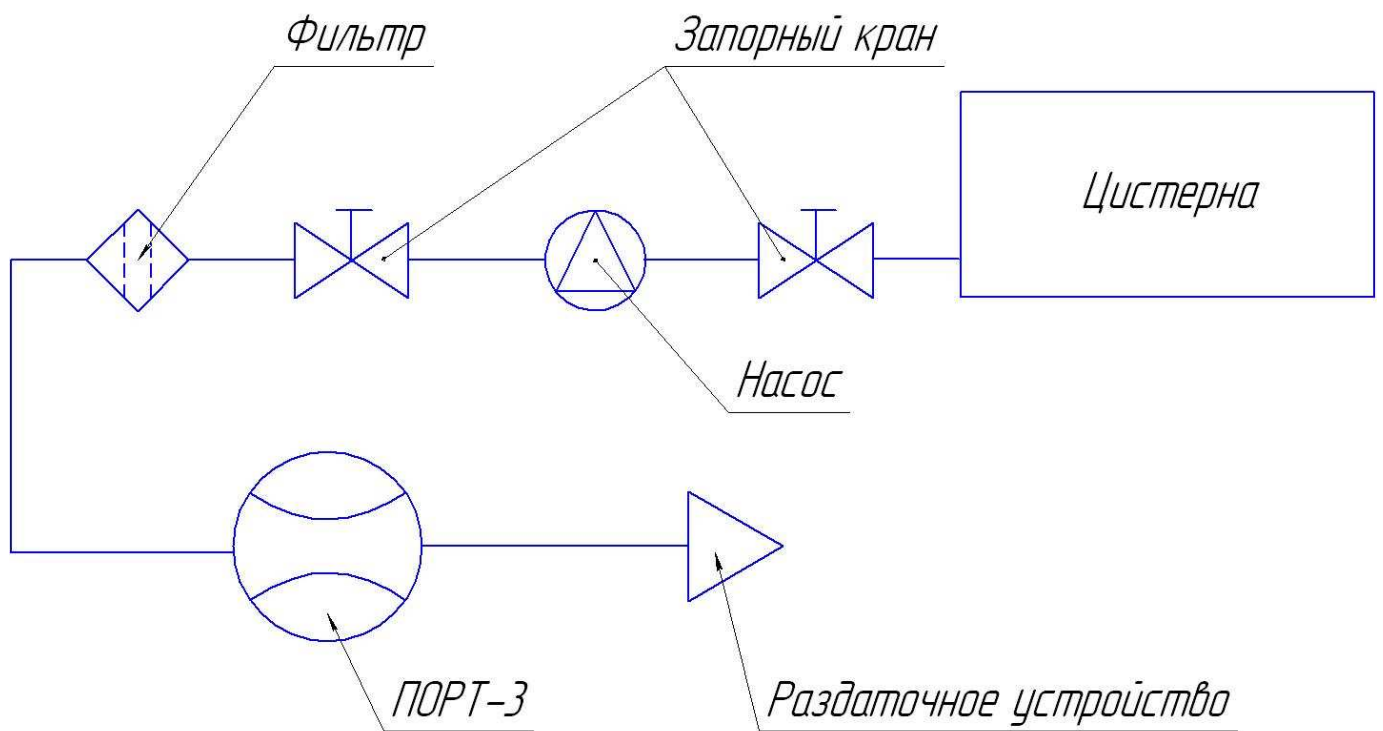 Фильтр
Запорный кран
Цистерна
Насос
ПОРТ-3
Раздаточное устройство